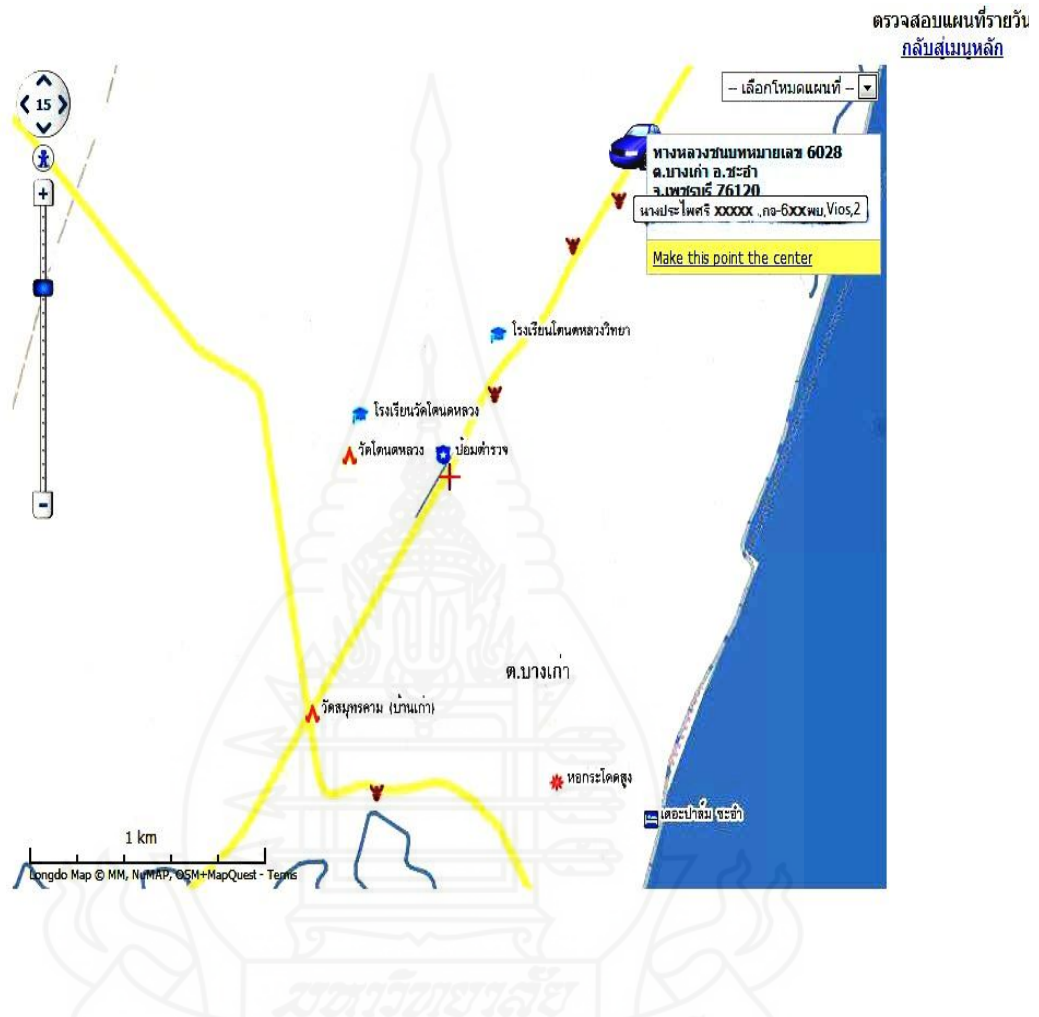 ตรวจสอบแผนที่รายวัน
กลับสู่เมนูหลัก
-- เลือกโหมดแผนที่ --
15
ทางหลวงชนบทหมายเลข 6028
ต.บางเก่า อ.ชะอำ
จ.เพชรบุรี 76120
นางประไพศรี xxxxx ,กจ-6xxพบ,Vios,2
Make this point the center
+
โรงเรียนโตนดหลวงวิทยา
โรงเรียนวัดโตนดหลวง
วัดโตนดหลวง
ป้อมตำรวจ
-
ต.บางเก่า
วัดสมุทรคาม (บ้านเก่า)
หอกระโดดสูง
เดอะปาล์ม ชะอำ
1 km
Longdo Map © MM, NuMAP, OSM+MapQuest - Terms
มหาวิทยาลัย